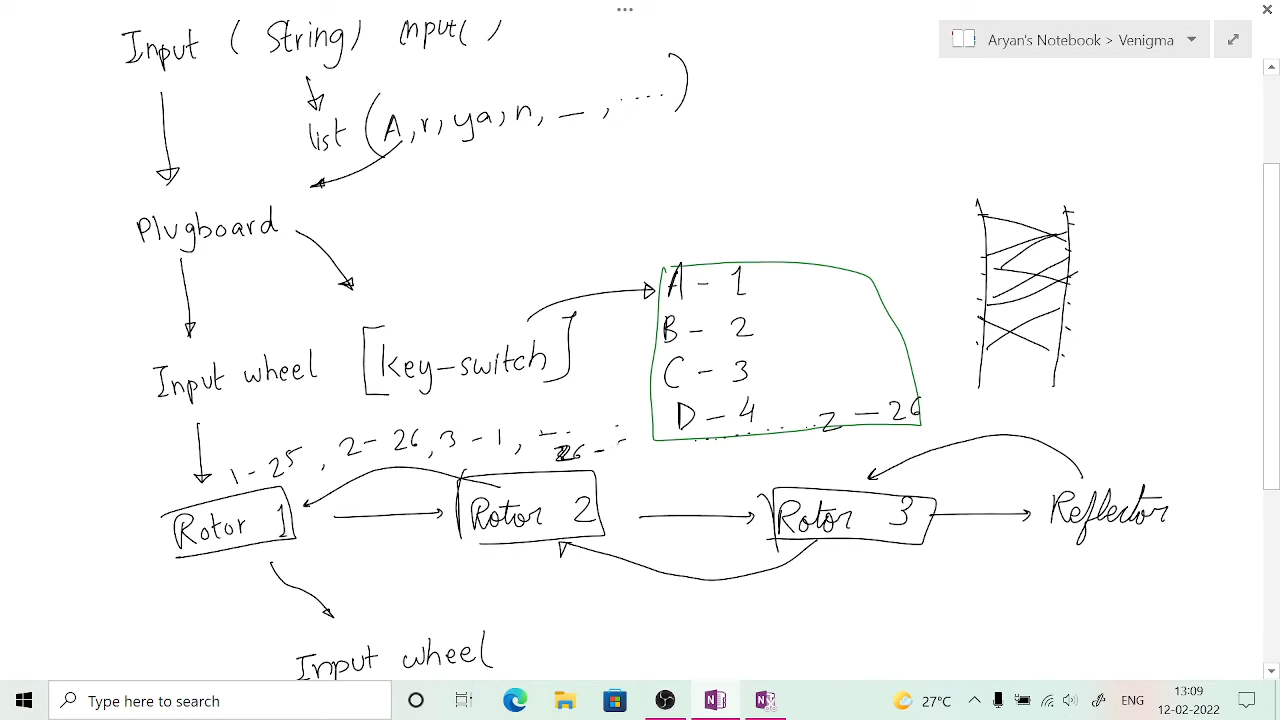 Aryan's Notebook > Venigma
Input ( String) input( )
list (A, r, ya, n, _ , .....)
Plugboard
A - 1
B - 2
C - 3
D - 4 ....... Z - 26
Input wheel [key-switch]
1 - 25 , 2 - 26, 3 - 1,
Rotor 1
Rotor 2
Rotor 3
Reflector
Input wheel
Type here to search
27°C
ENG
13:09
12-02-2022